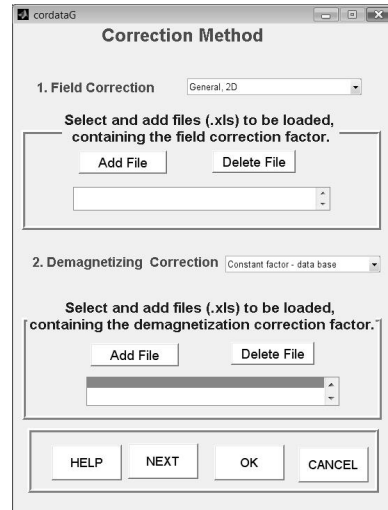 cordataG
Correction Method
1. Field Correction
General, 2D
Select and add files (.xls) to be loaded,
containing the field correction factor.
Add File
Delete File
2. Demagnetizing Correction
Constant factor - data base
Select and add files (.xls) to be loaded,
containing the demagnetization correction factor.
Add File
Delete File
HELP
NEXT
OK
CANCEL